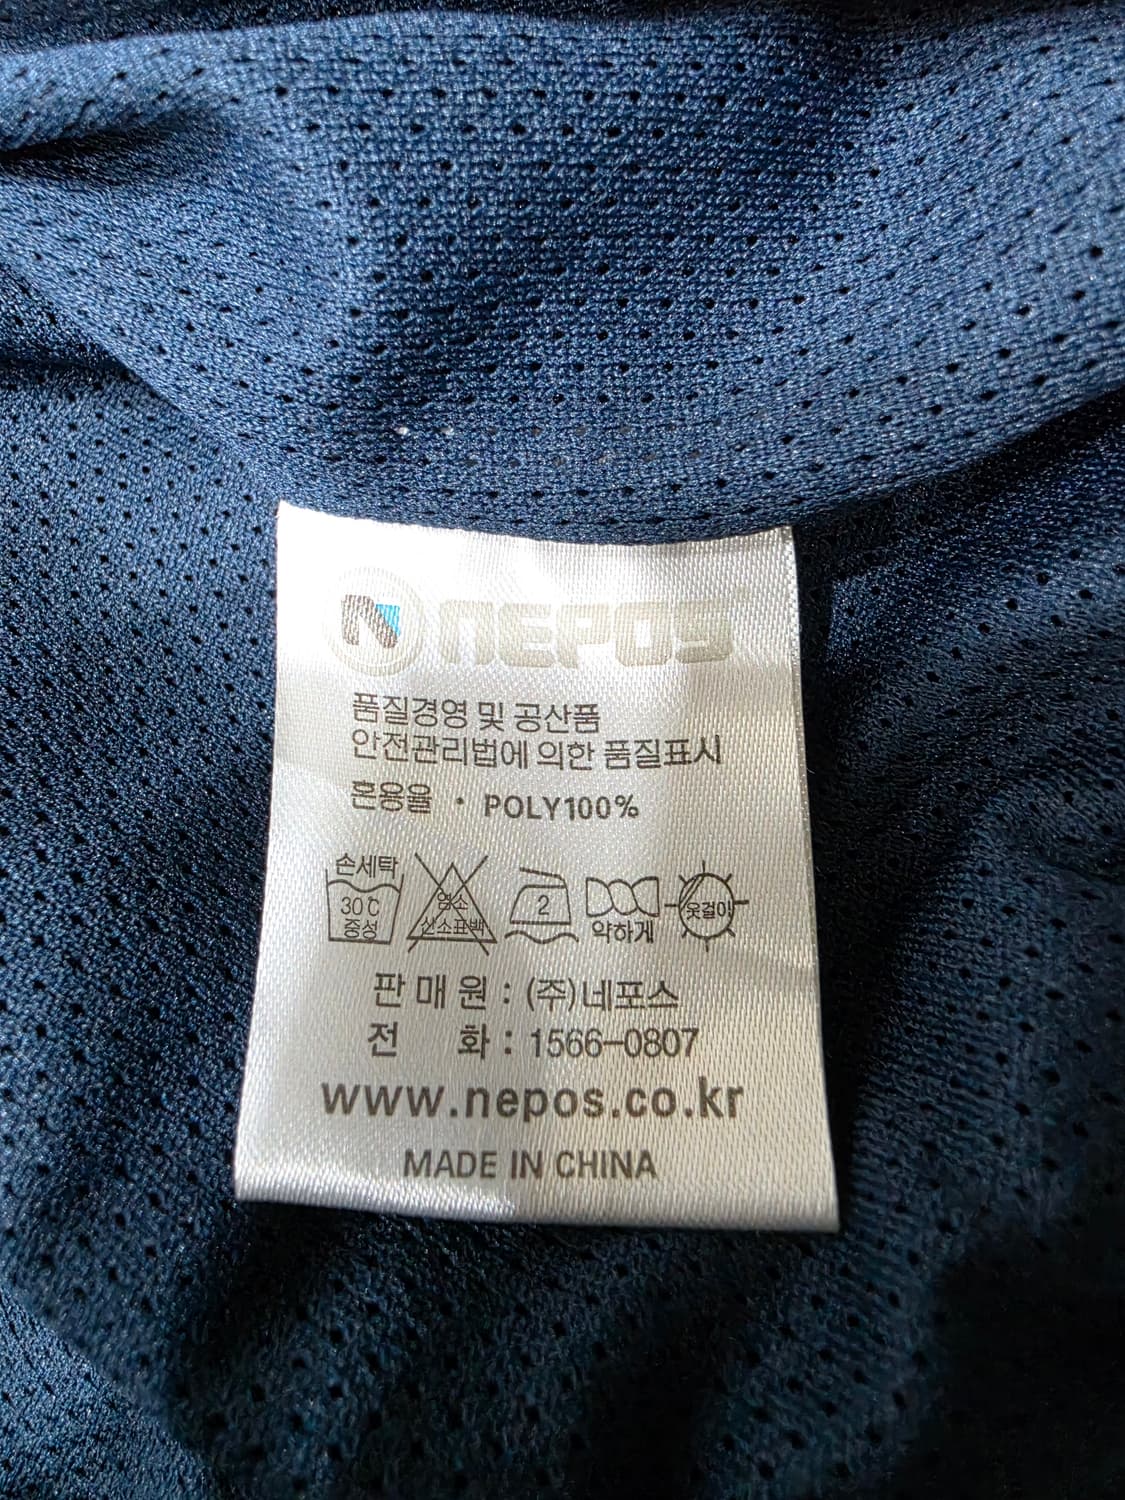 N NEPOS
품질경영 및 공산품
안전관리법에 의한 품질표시
혼용율 · POLY100%
손세탁
30℃
중성
염소
산소표백
2
약하게
옷걸이
판매원 : (주)네포스
전 화 : 1566-0807
www.nepos.co.kr
MADE IN CHINA